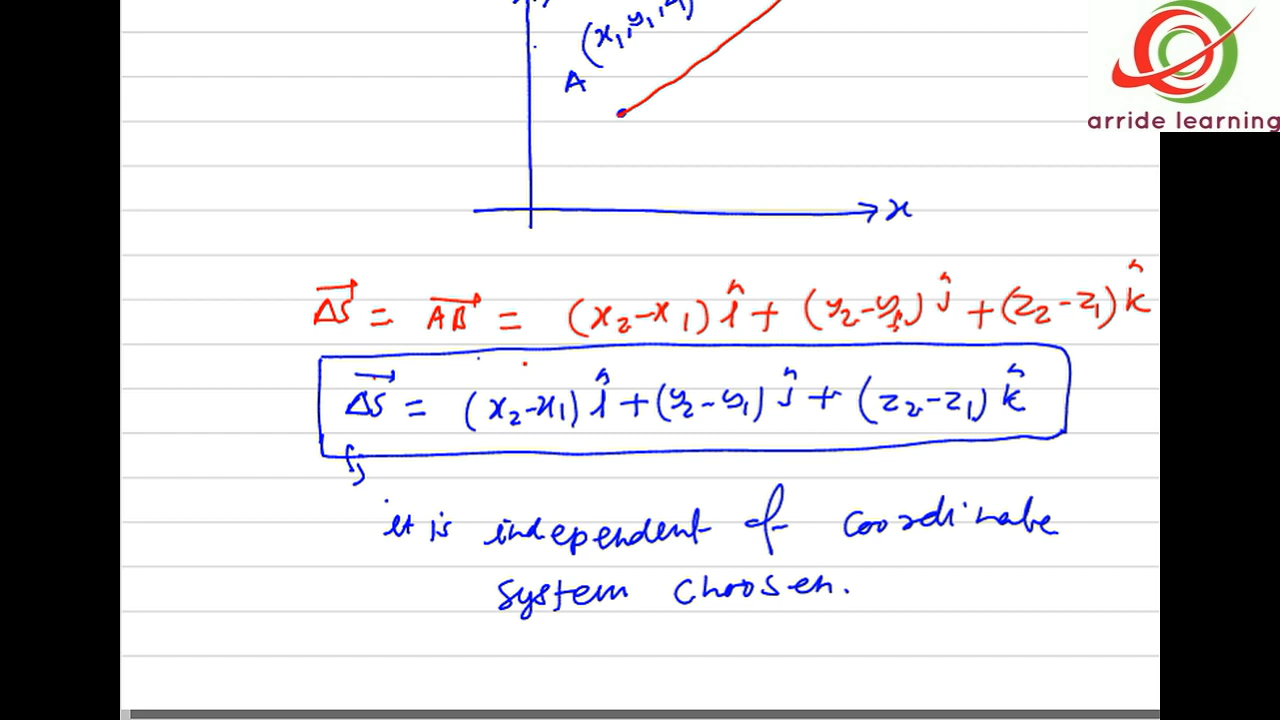 A (x₁, y₁, z₁)
arride learning
x
ΔS⃗ = AB⃗ = (x₂-x₁) î + (y₂-y₁) ĵ + (z₂-z₁) k̂
ΔS⃗ = (x₂-x₁) î + (y₂-y₁) ĵ + (z₂-z₁) k̂
it is independent of coordinate
system choosen.